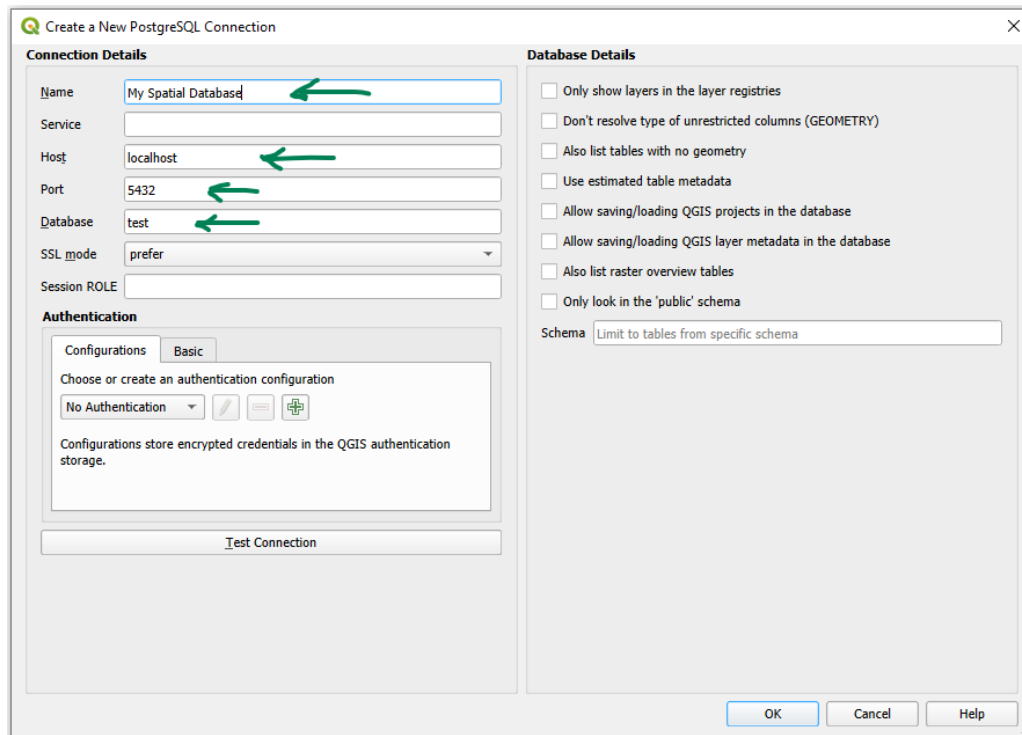 Create a New PostgreSQL Connection
Connection Details
Name My Spatial Database
Service
Host localhost
Port 5432
Database test
SSL mode prefer
Session ROLE
Authentication
Configurations Basic
Choose or create an authentication configuration
No Authentication
Configurations store encrypted credentials in the QGIS authentication
storage.
Test Connection
Database Details
Only show layers in the layer registries
Don't resolve type of unrestricted columns (GEOMETRY)
Also list tables with no geometry
Use estimated table metadata
Allow saving/loading QGIS projects in the database
Allow saving/loading QGIS layer metadata in the database
Also list raster overview tables
Only look in the 'public' schema
Schema Limit to tables from specific schema
OK Cancel Help